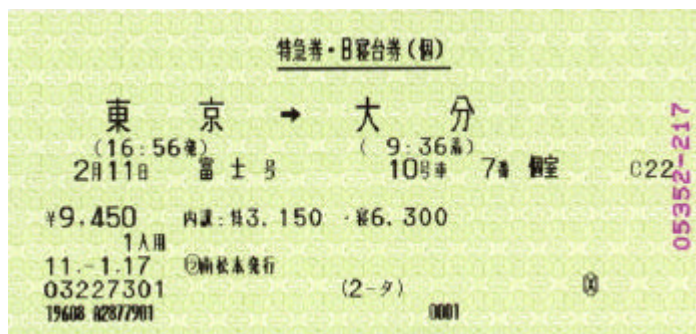 特急券・B寝台券(個)
東京 → 大分
(16:56発) ( 9:36着)
2月11日 富士号 10号車 7番 個室 C22
¥9,450 内訳:特3.150 ・寝6.300
1人用
11.-1.17 南松本発行
03227301 (2-タ)
19608 A2877901 0001
05352-217